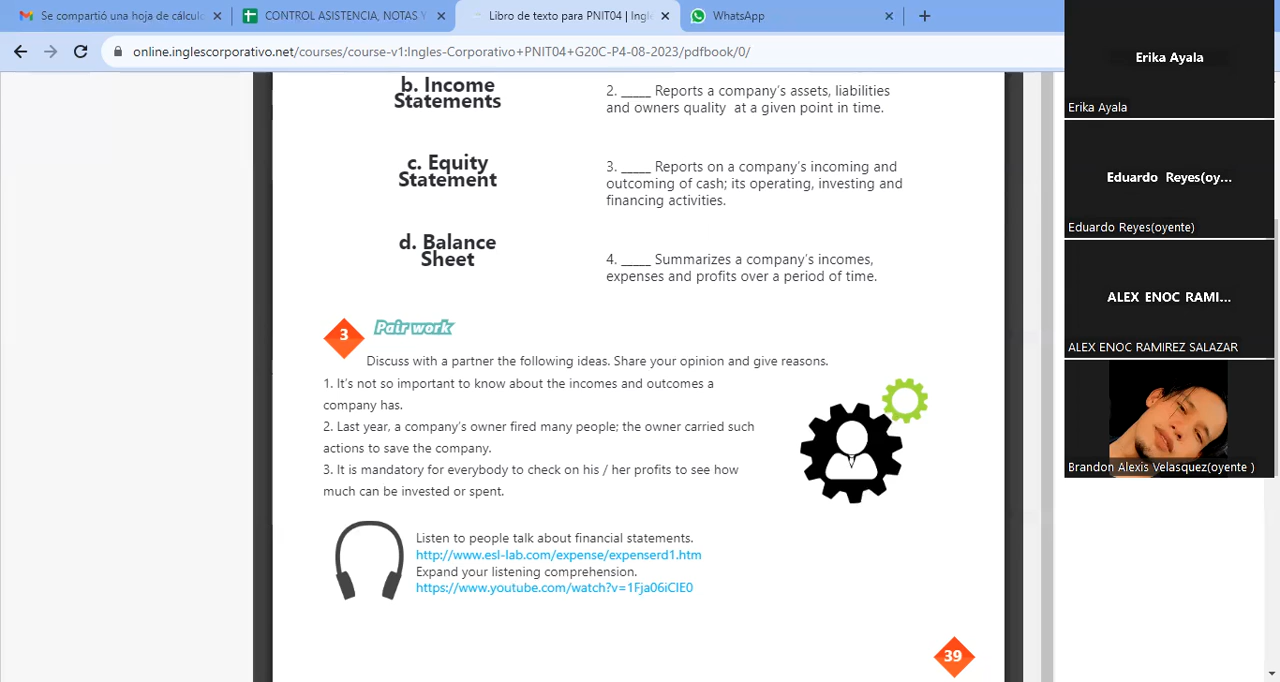 Se compartió una hoja de cálcul
CONTROL ASISTENCIA, NOTAS Y
Libro de texto para PNIT04 | Ingl
WhatsApp
online.inglescorporativo.net/courses/course-v1:Ingles-Corporativo+PNIT04+G20C-P4-08-2023/pdfbook/0/
b. Income
Statements
2. _____ Reports a company's assets, liabilities
and owners quality at a given point in time.
c. Equity
Statement
3. _____ Reports on a company's incoming and
outcoming of cash; its operating, investing and
financing activities.
d. Balance
Sheet
4. _____ Summarizes a company's incomes,
expenses and profits over a period of time.
3
Pair work
Discuss with a partner the following ideas. Share your opinion and give reasons.
1. It's not so important to know about the incomes and outcomes a
company has.
2. Last year, a company's owner fired many people; the owner carried such
actions to save the company.
3. It is mandatory for everybody to check on his / her profits to see how
much can be invested or spent.
Listen to people talk about financial statements.
http://www.esl-lab.com/expense/expenserd1.htm
Expand your listening comprehension.
https://www.youtube.com/watch?v=1Fja06iCIE0
39
Erika Ayala
Erika Ayala
Eduardo Reyes(oy...
Eduardo Reyes(oyente)
ALEX ENOC RAMI...
ALEX ENOC RAMIREZ SALAZAR
Brandon Alexis Velasquez(oyente )